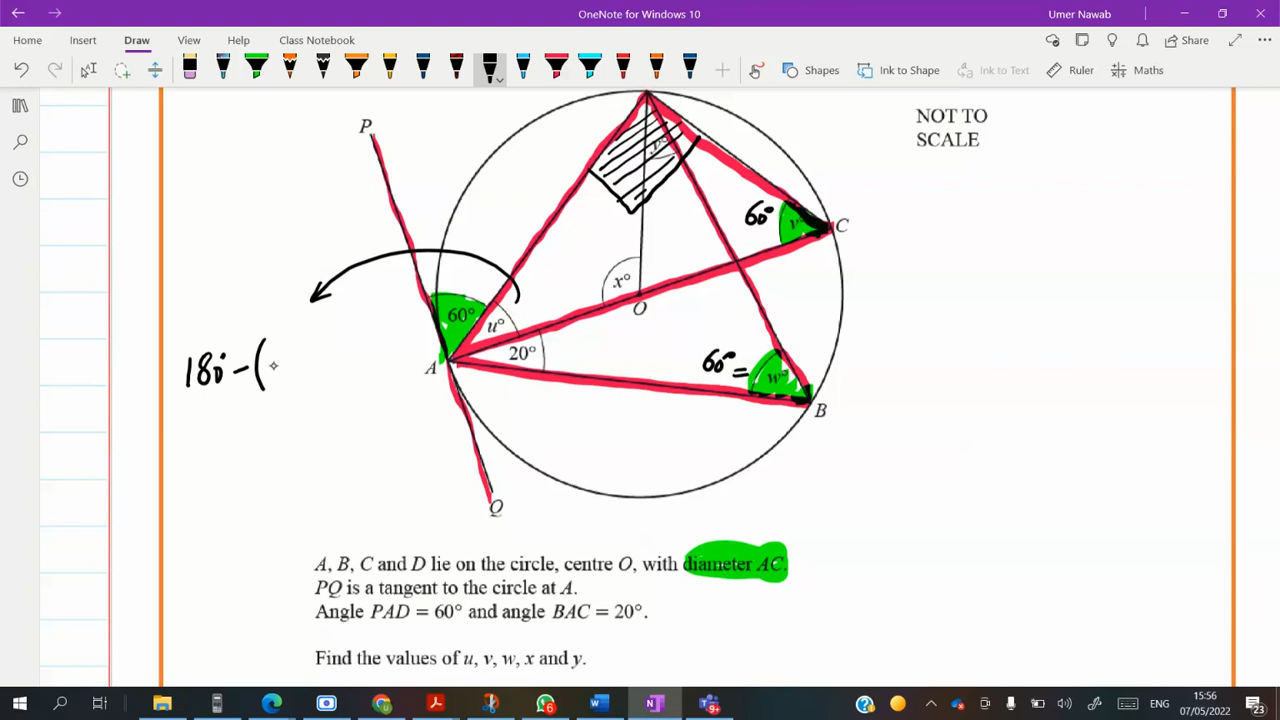 OneNote for Windows 10
Umer Nawab
Home Insert Draw View Help Class Notebook
Share
Shapes Ink to Shape Ink to Text Ruler Maths
NOT TO
SCALE
P
y°
60°
v°
C
x°
O
60°
u°
20°
A
180 - (
60° =
w°
B
Q
A, B, C and D lie on the circle, centre O, with diameter AC.
PQ is a tangent to the circle at A.
Angle PAD = 60° and angle BAC = 20°.
Find the values of u, v, w, x and y.
6
9+
ENG
15:56
07/05/2022
23